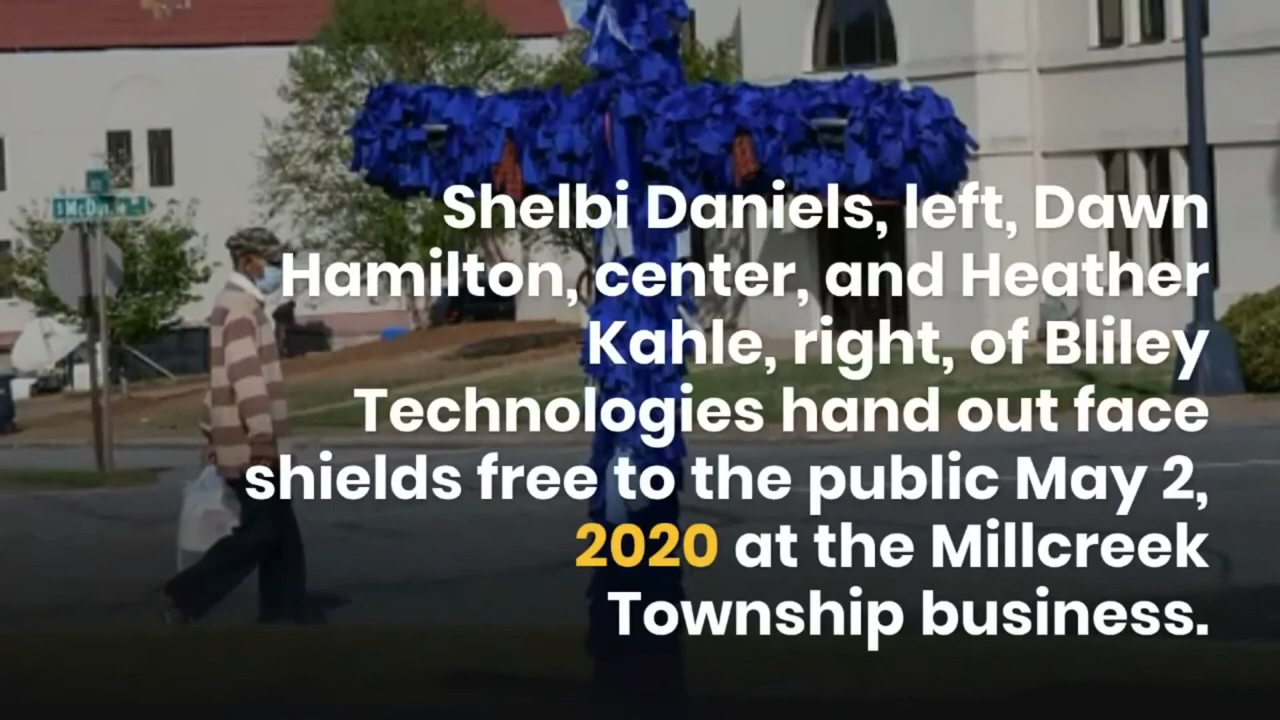 Shelbi Daniels, left, Dawn
Hamilton, center, and Heather
Kahle, right, of Bliley
Technologies hand out face
shields free to the public May 2,
2020 at the Millcreek
Township business.